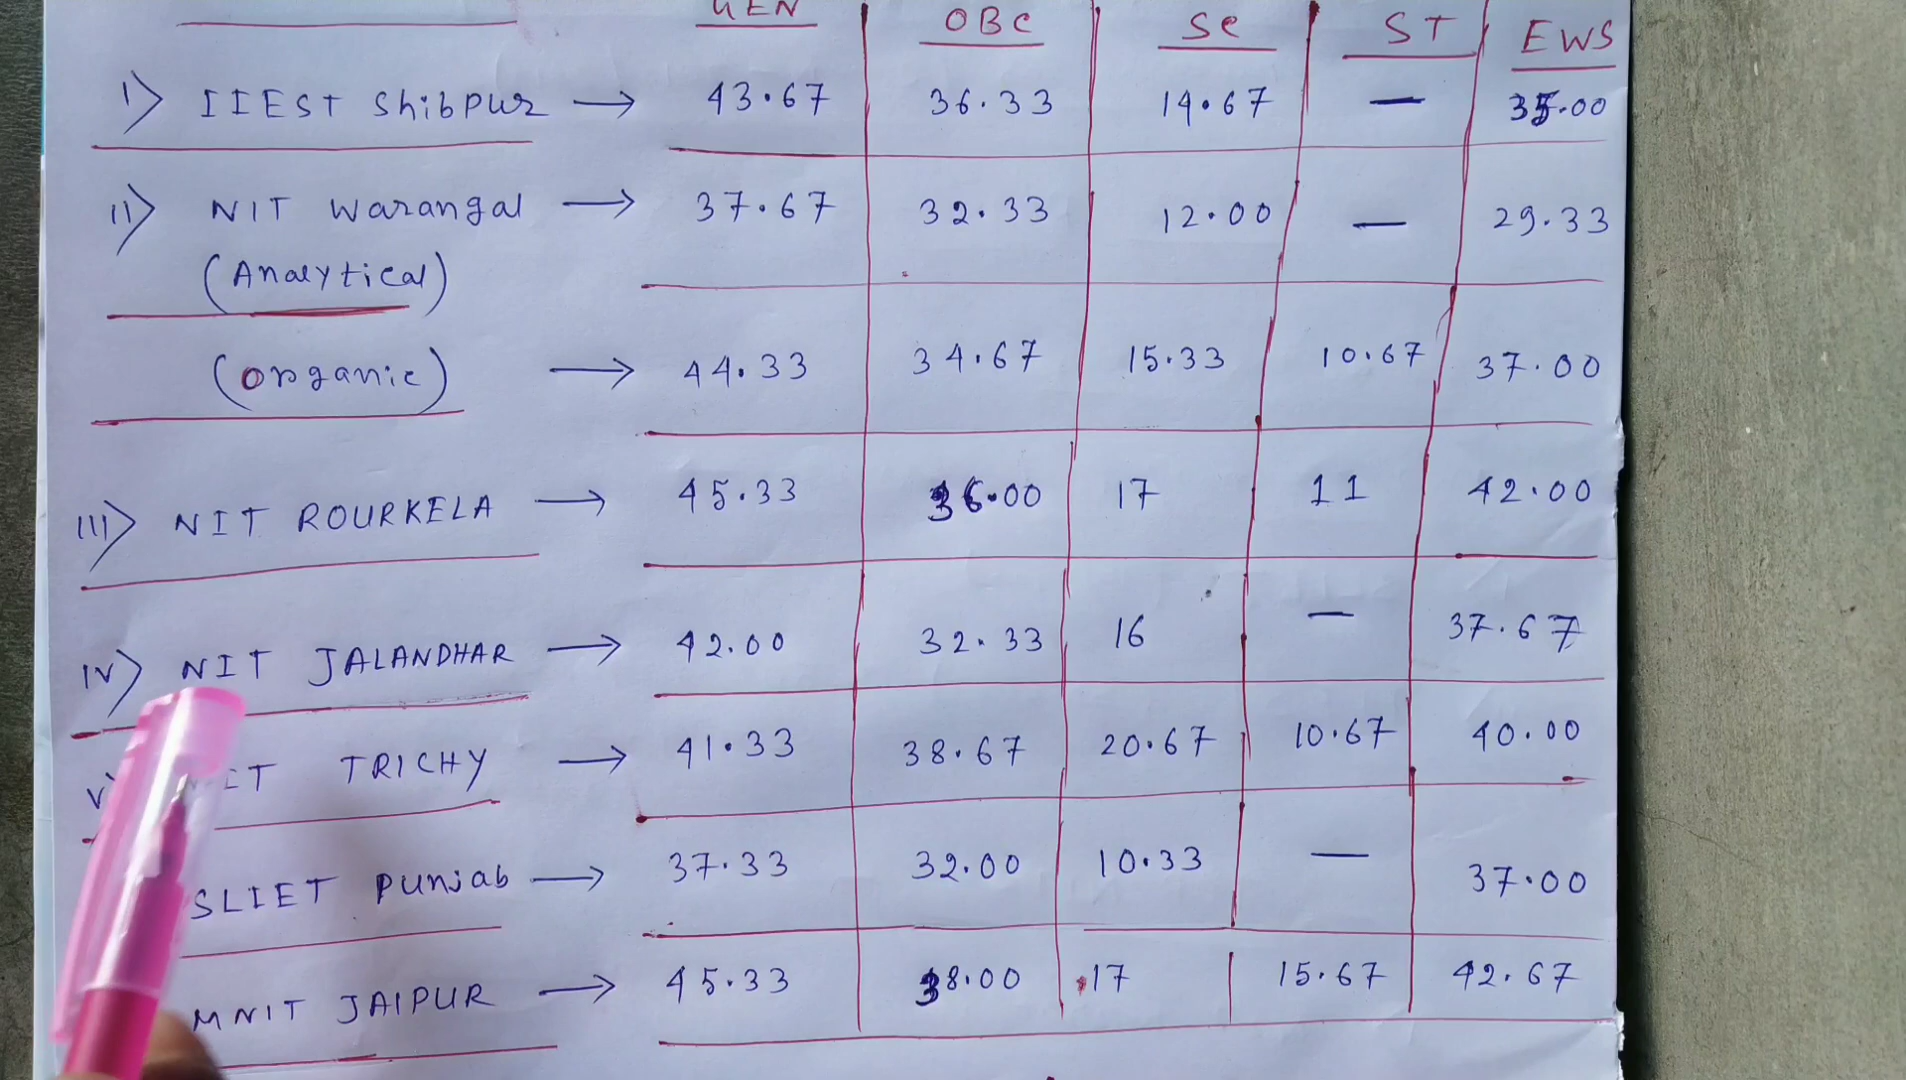 GEN OBC SC ST EWS
I) IIEST Shibpur → 43.67 36.33 14.67 — 35.00
II) NIT Warangal → 37.67 32.33 12.00 — 29.33
(Analytical)
(Organic) → 44.33 34.67 15.33 10.67 37.00
III) NIT ROURKELA → 45.33 36.00 17 11 42.00
IV) NIT JALANDHAR → 42.00 32.33 16 — 37.67
V) NIT TRICHY → 41.33 38.67 20.67 10.67 40.00
SLIET Punjab → 37.33 32.00 10.33 — 37.00
MNIT JAIPUR → 45.33 38.00 17 15.67 42.67